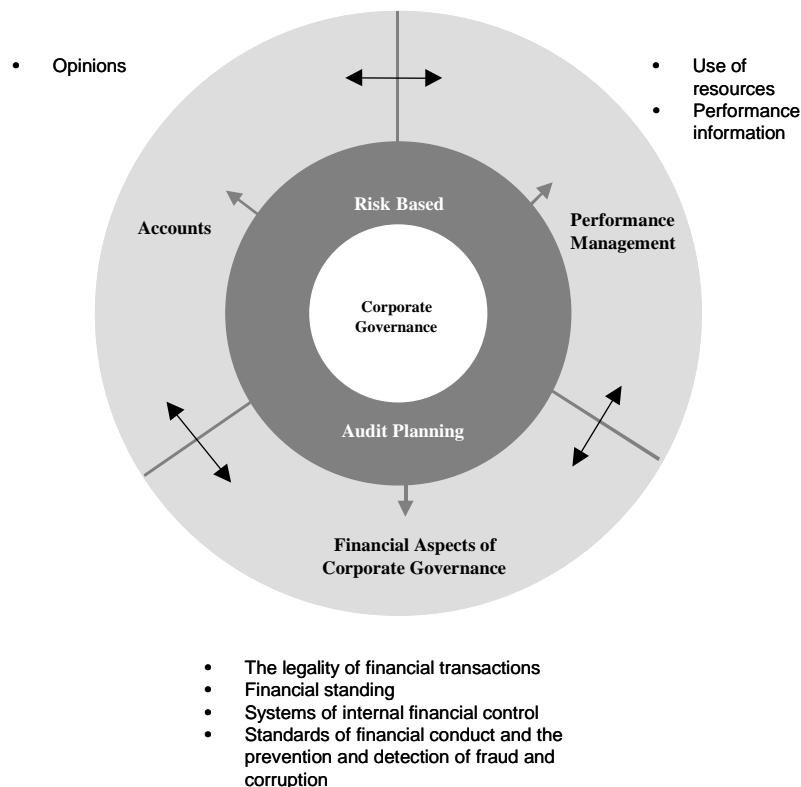 • Opinions
• Use of
resources
• Performance
information
Risk Based
Accounts
Performance
Management
Corporate
Governance
Audit Planning
Financial Aspects of
Corporate Governance
• The legality of financial transactions
• Financial standing
• Systems of internal financial control
• Standards of financial conduct and the
prevention and detection of fraud and
corruption